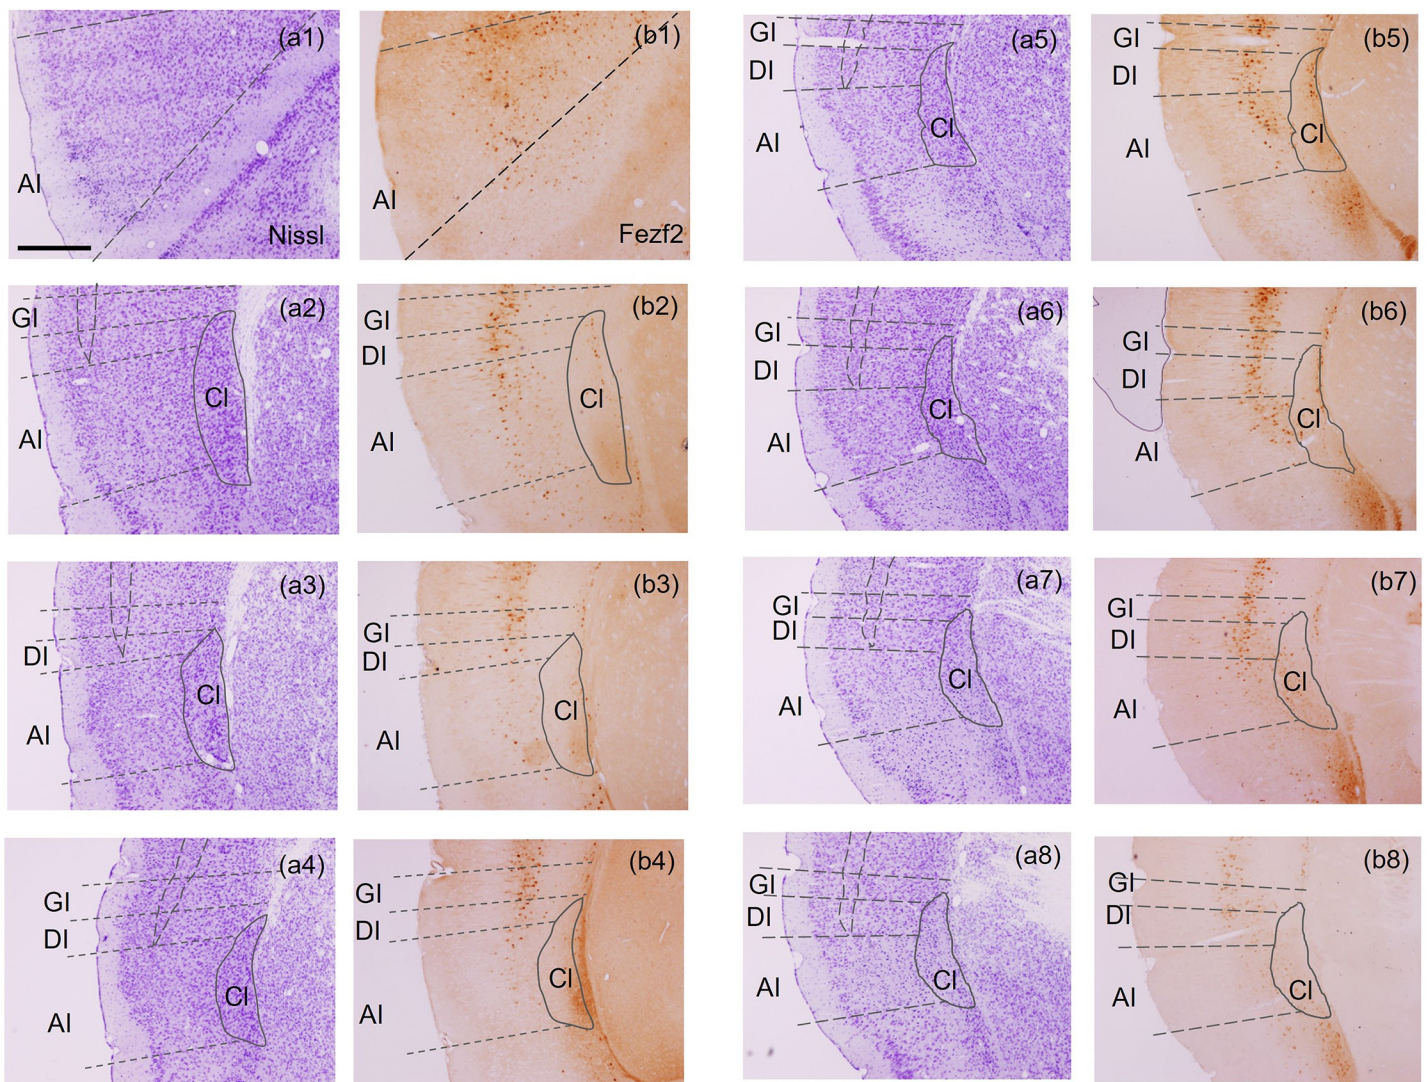 (a1)
AI
Nissl
(b1)
AI
Fezf2
(a2)
GI
Cl
AI
(b2)
GI
DI
Cl
AI
(a3)
DI
Cl
AI
(b3)
GI
DI
Cl
AI
(a4)
GI
DI
Cl
AI
(b4)
GI
DI
Cl
AI
(a5)
GI
DI
Cl
AI
(b5)
GI
DI
Cl
AI
(a6)
GI
DI
Cl
AI
(b6)
GI
DI
Cl
AI
(a7)
GI
DI
Cl
AI
(b7)
GI
DI
Cl
AI
(a8)
GI
DI
Cl
AI
(b8)
GI
DI
Cl
AI